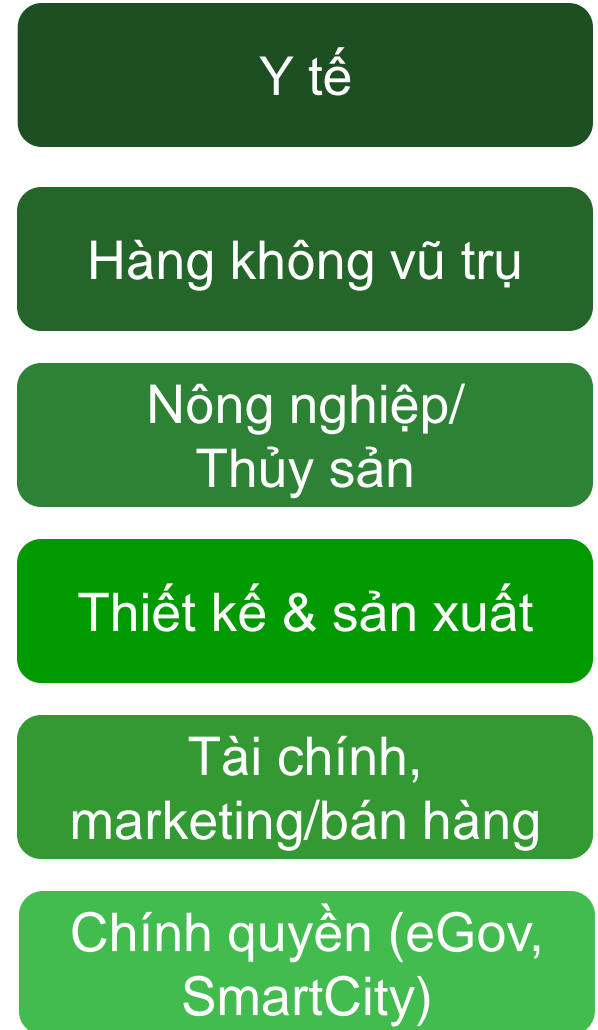 Y tế
Hàng không vũ trụ
Nông nghiệp/
Thủy sản
Thiết kế & sản xuất
Tài chính,
marketing/bán hàng
Chính quyền (eGov,
SmartCity)